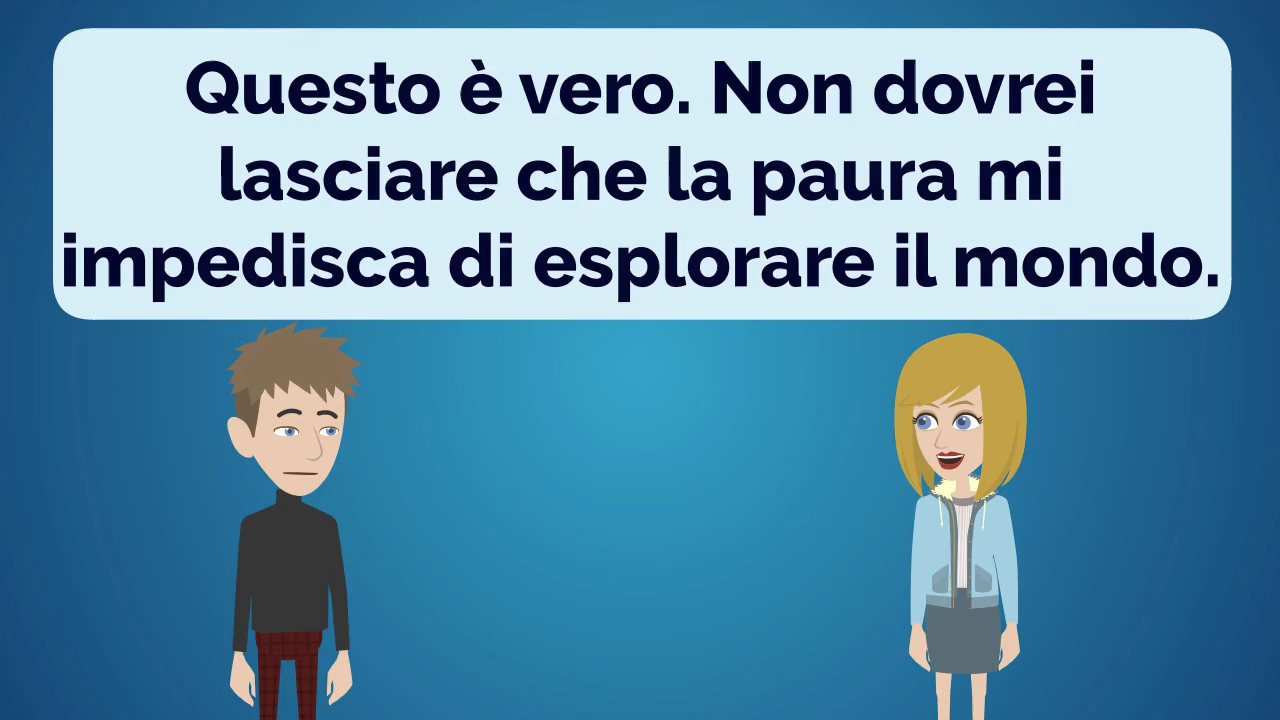 Questo è vero. Non dovrei
lasciare che la paura mi
impedisca di esplorare il mondo.